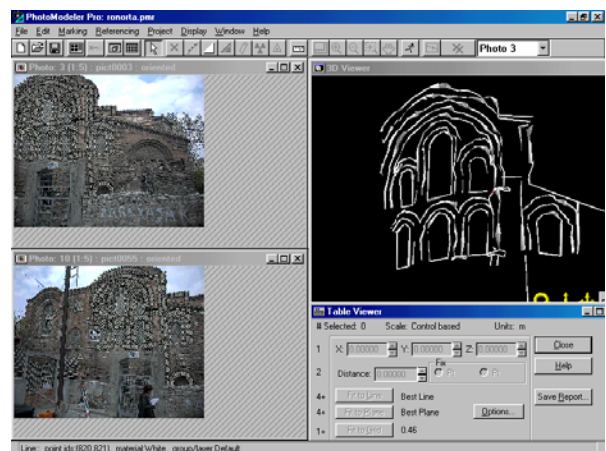 PhotoModeler Pro: ronorta.pmr
File Edit Marking Referencing Project Display Window Help
Photo 3
Photo: 3 (1:5) : pict0003 : oriented
3D Viewer
Photo: 10 (1:5) : pict0055 : oriented
Table Viewer
# Selected: 0 Scale: Control based Units: m
1 X: 0.00000 Y: 0.00000 Z: 0.00000 Close
Fix
2 Distance: 0.00000 Pt Pt Help
4+ Fit to Line Best Line Save Report...
4+ Fit to Plane Best Plane Options...
1+ Fit to Grid 0.46
Line: point ids:(820,821) material:White group/layer:Default